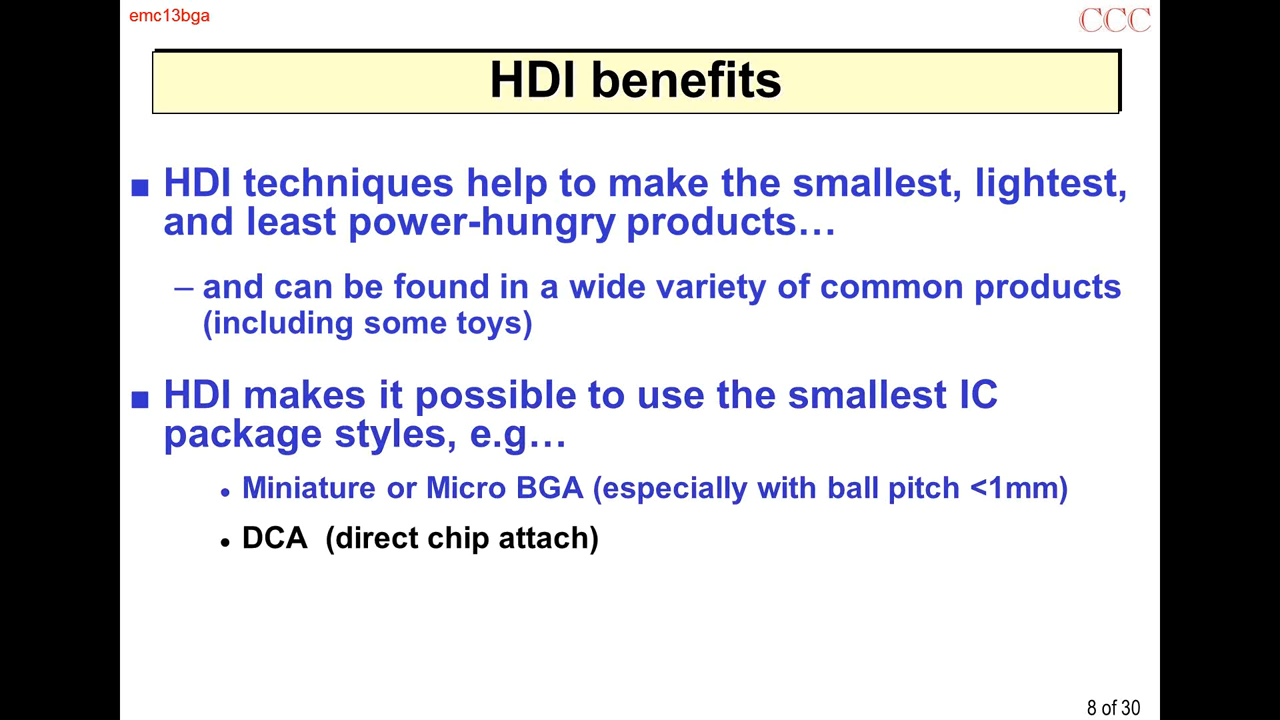 emc13bga
CCC
HDI benefits
■ HDI techniques help to make the smallest, lightest,
and least power-hungry products…
– and can be found in a wide variety of common products
(including some toys)
■ HDI makes it possible to use the smallest IC
package styles, e.g…
• Miniature or Micro BGA (especially with ball pitch <1mm)
• DCA  (direct chip attach)
8 of 30